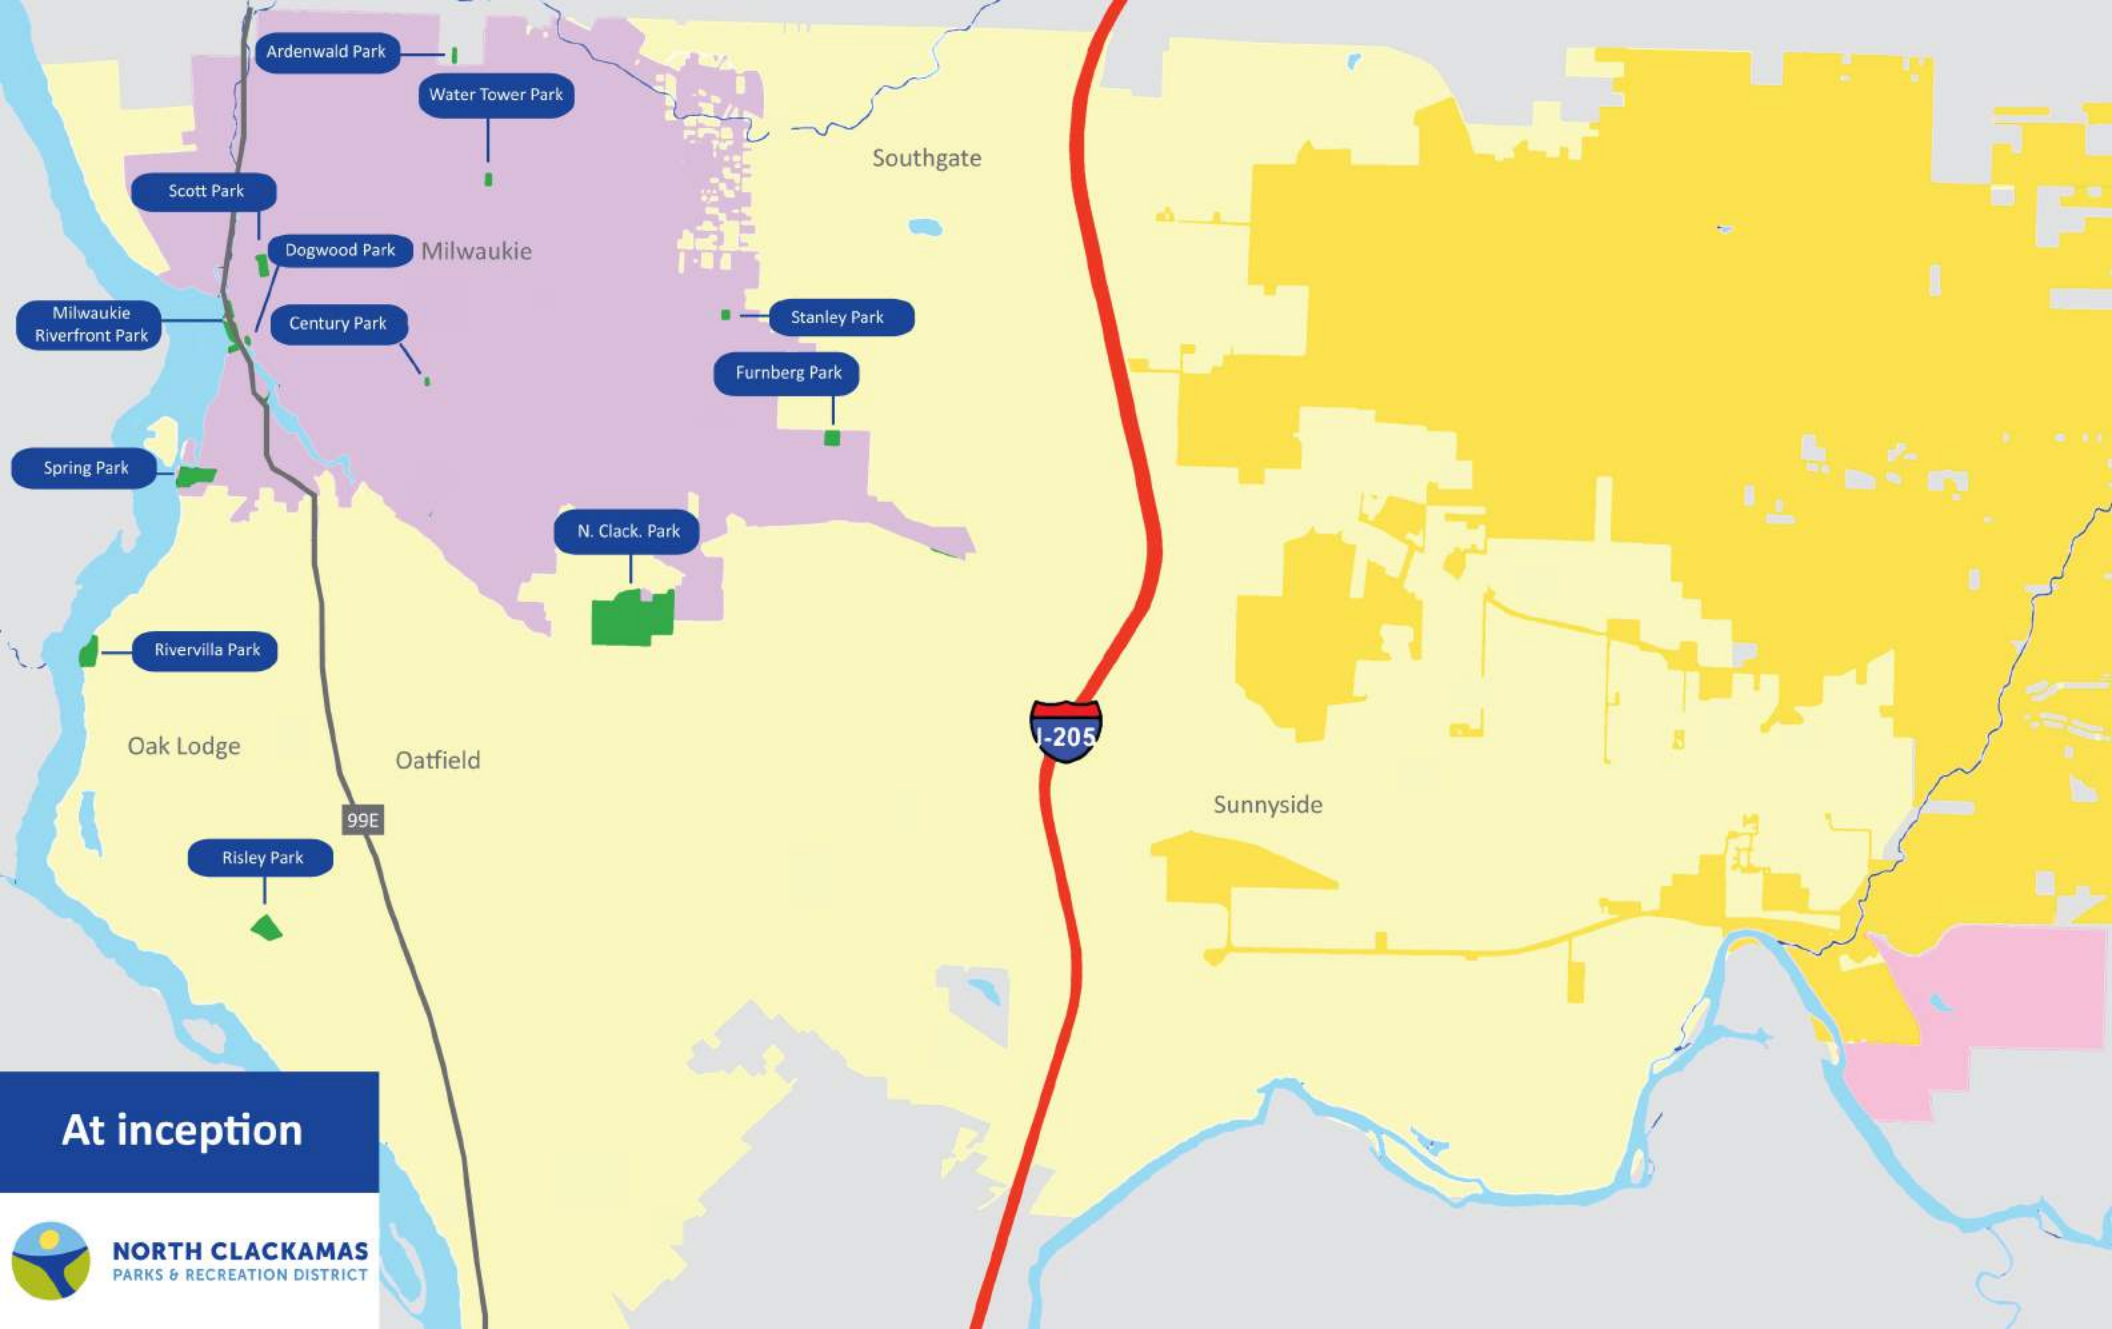 Ardenwald Park
Water Tower Park
Southgate
Scott Park
Dogwood Park
Milwaukie
Milwaukie
Riverfront Park
Century Park
Stanley Park
Furnberg Park
Spring Park
N. Clack. Park
Rivervilla Park
I-205
Oak Lodge
Oatfield
Sunnyside
99E
Risley Park
At inception
NORTH CLACKAMAS
PARKS & RECREATION DISTRICT